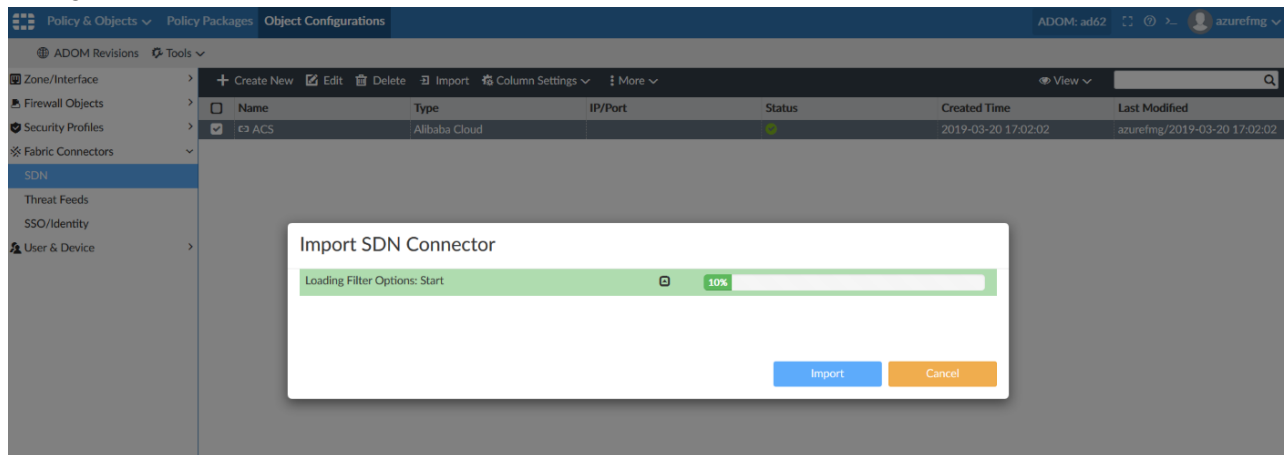 Policy & Objects Policy Packages Object Configurations ADOM: ad62 azurefmg
ADOM Revisions Tools
Zone/Interface
+ Create New Edit Delete Import Column Settings More View
Firewall Objects
Name Type IP/Port Status Created Time Last Modified
Security Profiles
ACS Alibaba Cloud 2019-03-20 17:02:02 azurefmg/2019-03-20 17:02:02
Fabric Connectors
SDN
Threat Feeds
SSO/Identity
User & Device
Import SDN Connector
Loading Filter Options: Start 10%
Import Cancel